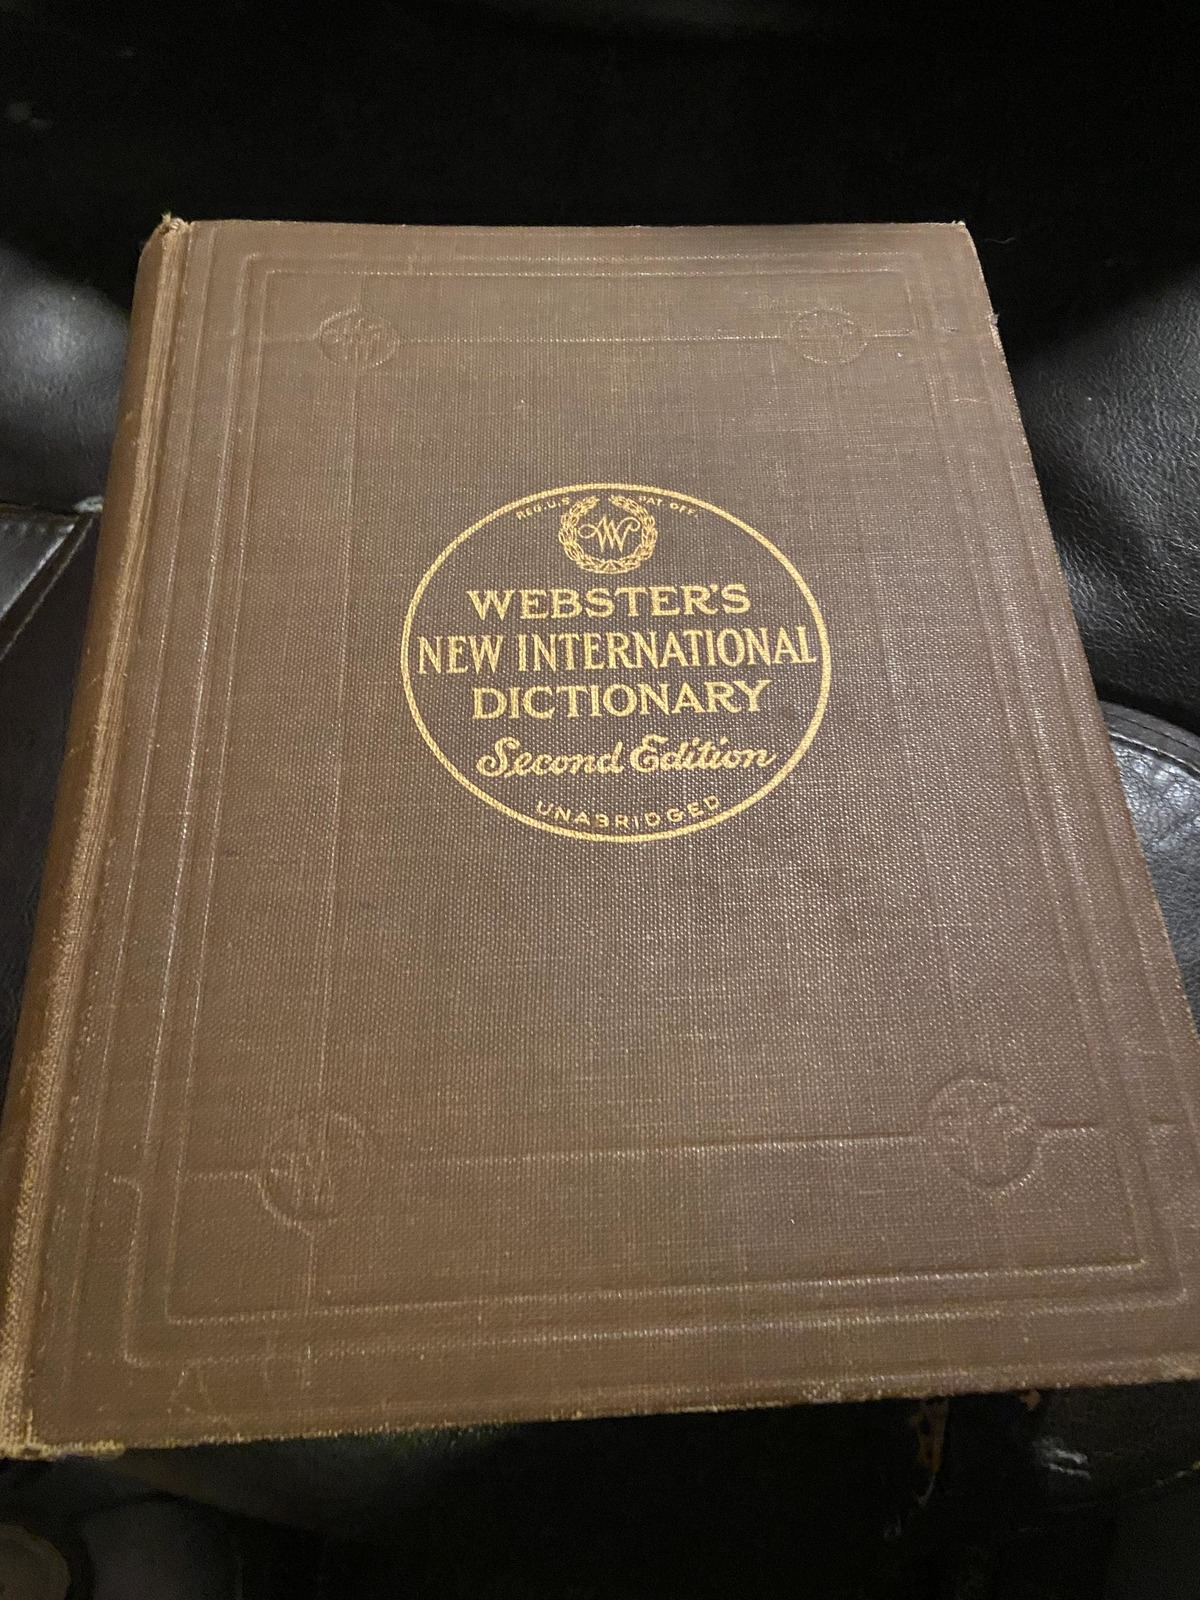 REG. U.S. PAT. OFF.
W
WEBSTER'S
NEW INTERNATIONAL
DICTIONARY
Second Edition
UNABRIDGED